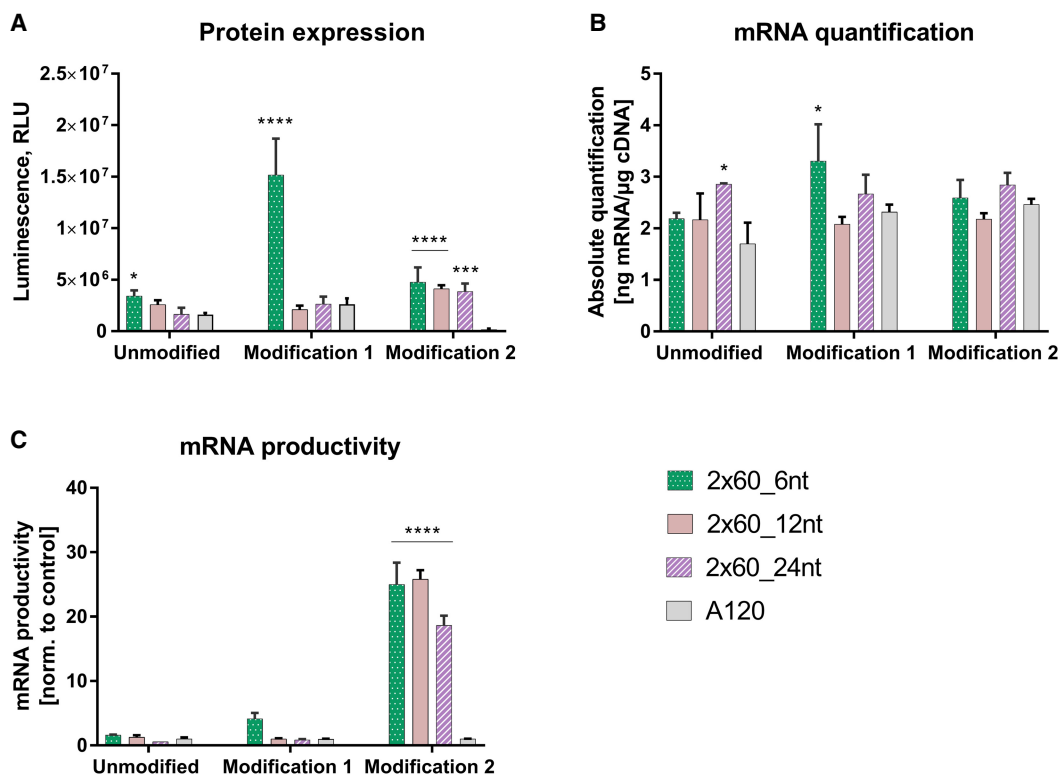 A
Protein expression
Luminescence, RLU
2.5×10⁷
2×10⁷
1.5×10⁷
1×10⁷
5×10⁶
0
*
****
****
***
Unmodified
Modification 1
Modification 2
B
mRNA quantification
Absolute quantification
[ng mRNA/µg cDNA]
5
4
3
2
1
0
*
*
Unmodified
Modification 1
Modification 2
C
mRNA productivity
mRNA productivity
[norm. to control]
40
30
20
10
0
****
Unmodified
Modification 1
Modification 2
2x60_6nt
2x60_12nt
2x60_24nt
A120